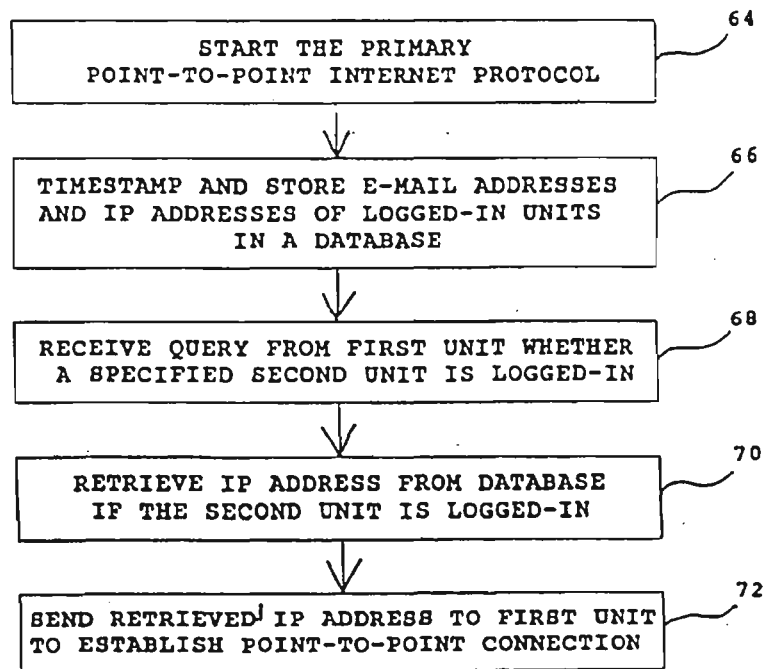 64
START THE PRIMARY
POINT-TO-POINT INTERNET PROTOCOL
66
TIMESTAMP AND STORE E-MAIL ADDRESSES
AND IP ADDRESSES OF LOGGED-IN UNITS
IN A DATABASE
68
RECEIVE QUERY FROM FIRST UNIT WHETHER
A SPECIFIED SECOND UNIT IS LOGGED-IN
70
RETRIEVE IP ADDRESS FROM DATABASE
IF THE SECOND UNIT IS LOGGED-IN
72
SEND RETRIEVED IP ADDRESS TO FIRST UNIT
TO ESTABLISH POINT-TO-POINT CONNECTION